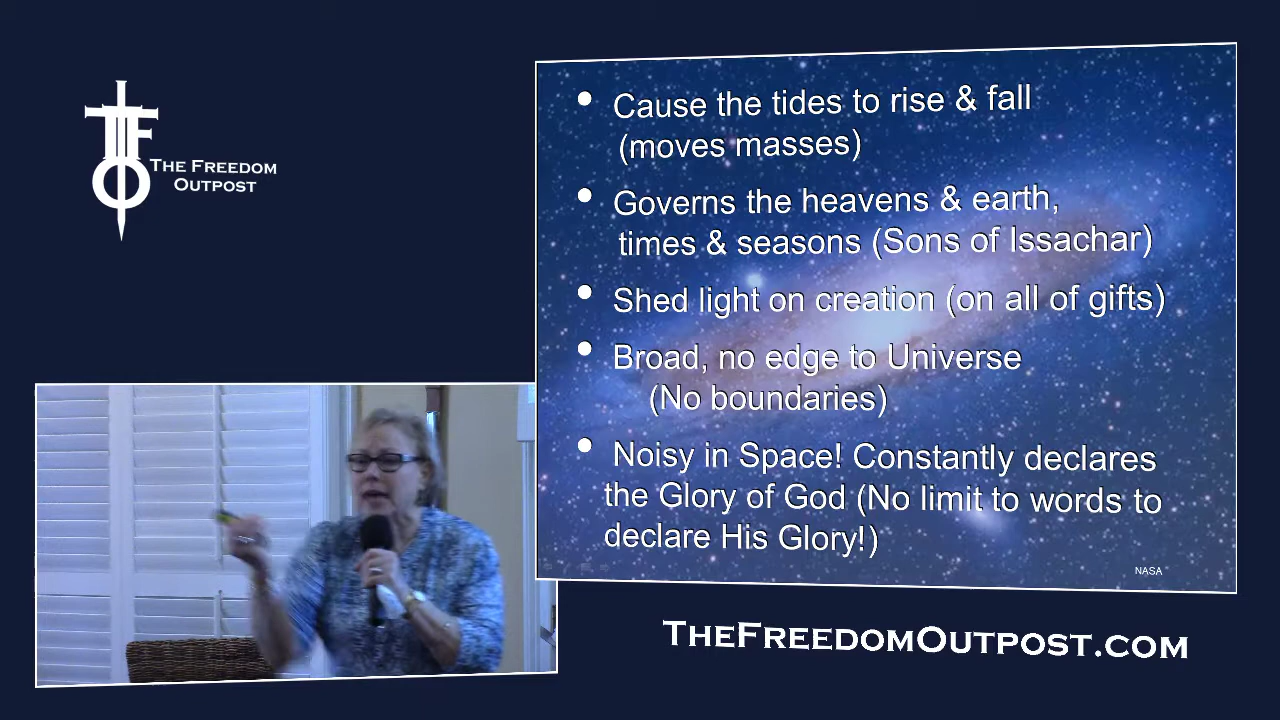 The Freedom
Outpost
• Cause the tides to rise & fall
(moves masses)
• Governs the heavens & earth,
times & seasons (Sons of Issachar)
• Shed light on creation (on all of gifts)
• Broad, no edge to Universe
(No boundaries)
• Noisy in Space! Constantly declares
the Glory of God (No limit to words to
declare His Glory!)
NASA
TheFreedomOutpost.com